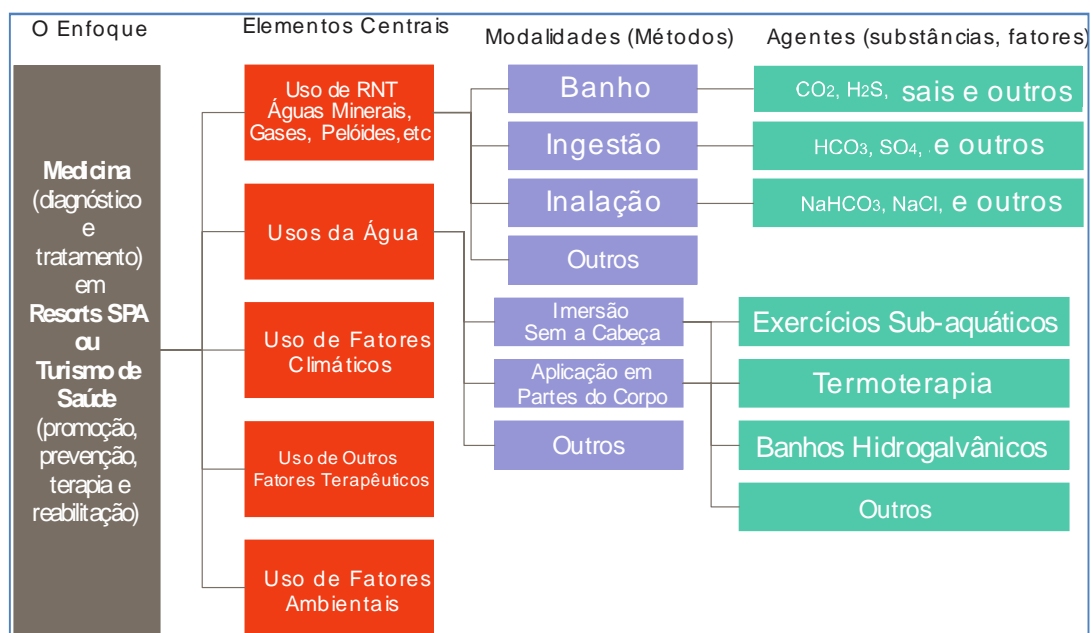 O Enfoque
Elementos Centrais
Modalidades (Métodos)
Agentes (substâncias, fatores)
Medicina
(diagnóstico
e
tratamento)
em
Resorts SPA
ou
Turismo de
Saúde
(promoção,
prevenção,
terapia e
reabilitação)
Uso de RNT
Águas Minerais,
Gases, Pelóides, etc
Usos da Água
Uso de Fatores
Climáticos
Uso de Outros
Fatores Terapêuticos
Uso de Fatores
Ambientais
Banho
Ingestão
Inalação
Outros
Imersão
Sem a Cabeça
Aplicação em
Partes do Corpo
Outros
CO2, H2S, sais e outros
HCO3, SO4, . e outros
NaHCO3, NaCl, e outros
Exercícios Sub-aquáticos
Termoterapia
Banhos Hidrogalvânicos
Outros